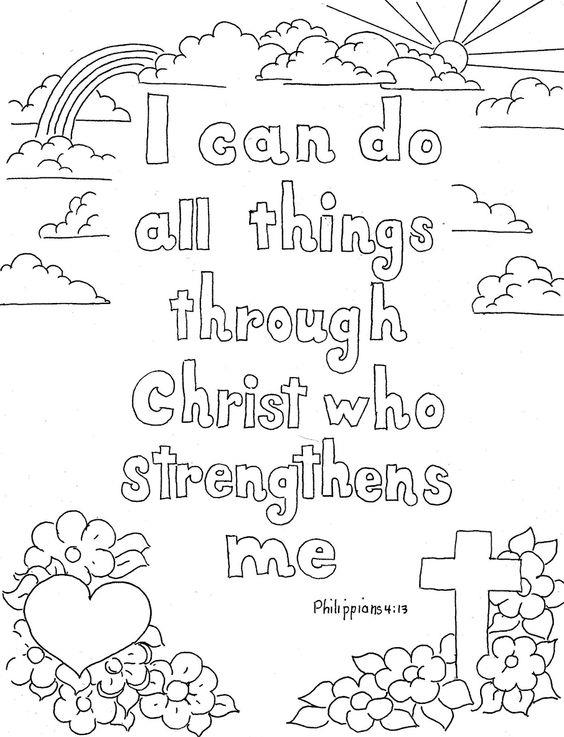 I can do
all things
through
Christ who
strengthens
me
Philippians 4:13